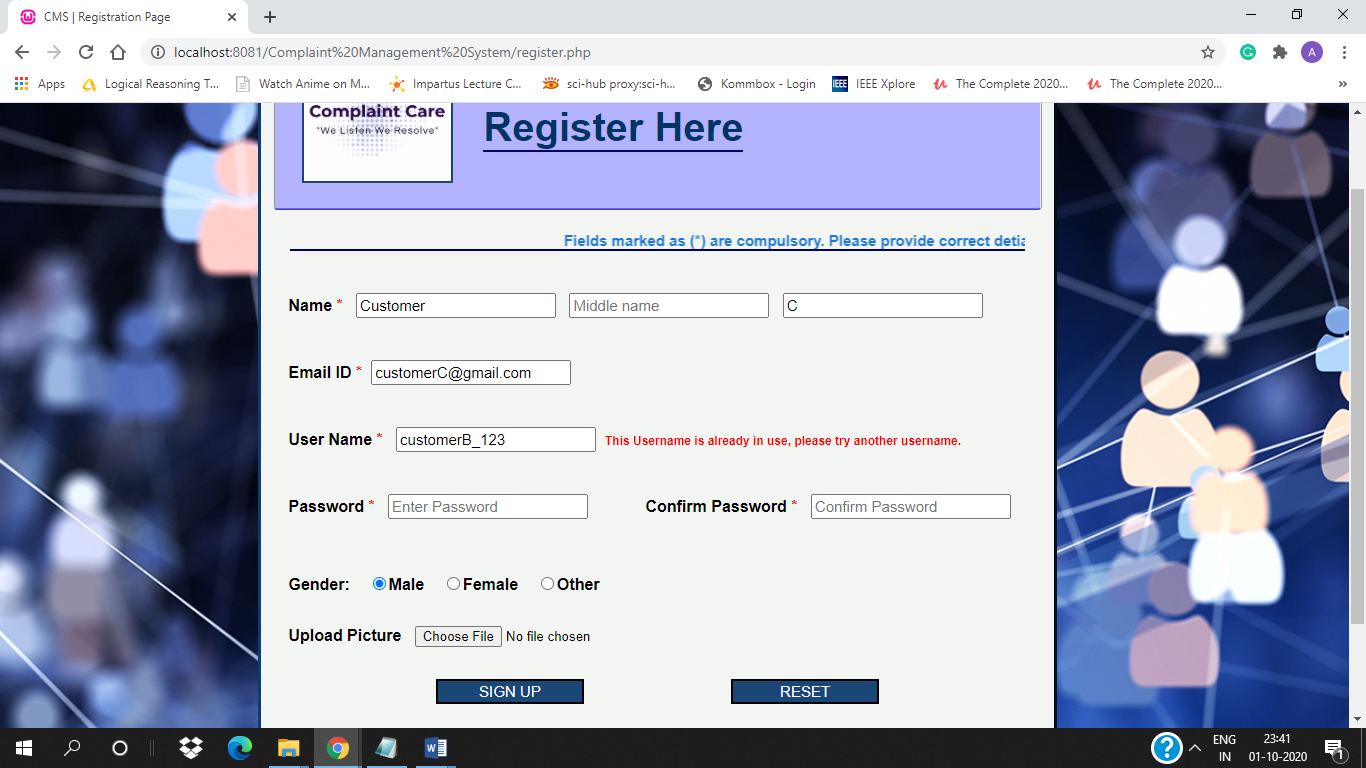 CMS | Registration Page
localhost:8081/Complaint%20Management%20System/register.php
A
Apps
Logical Reasoning T...
Watch Anime on M...
Impartus Lecture C...
sci-hub proxy:sci-h...
Kommbox - Login
IEEE
IEEE Xplore
The Complete 2020...
The Complete 2020...
»
Complaint Care
"We Listen We Resolve"
Register Here
Fields marked as (*) are compulsory. Please provide correct detia
Name * Customer Middle name C
Email ID * customerC@gmail.com
User Name * customerB_123 This Username is already in use, please try another username.
Password * Enter Password Confirm Password * Confirm Password
Gender: Male Female Other
Upload Picture Choose File No file chosen
SIGN UP RESET
ENG 23:41
IN 01-10-2020
1